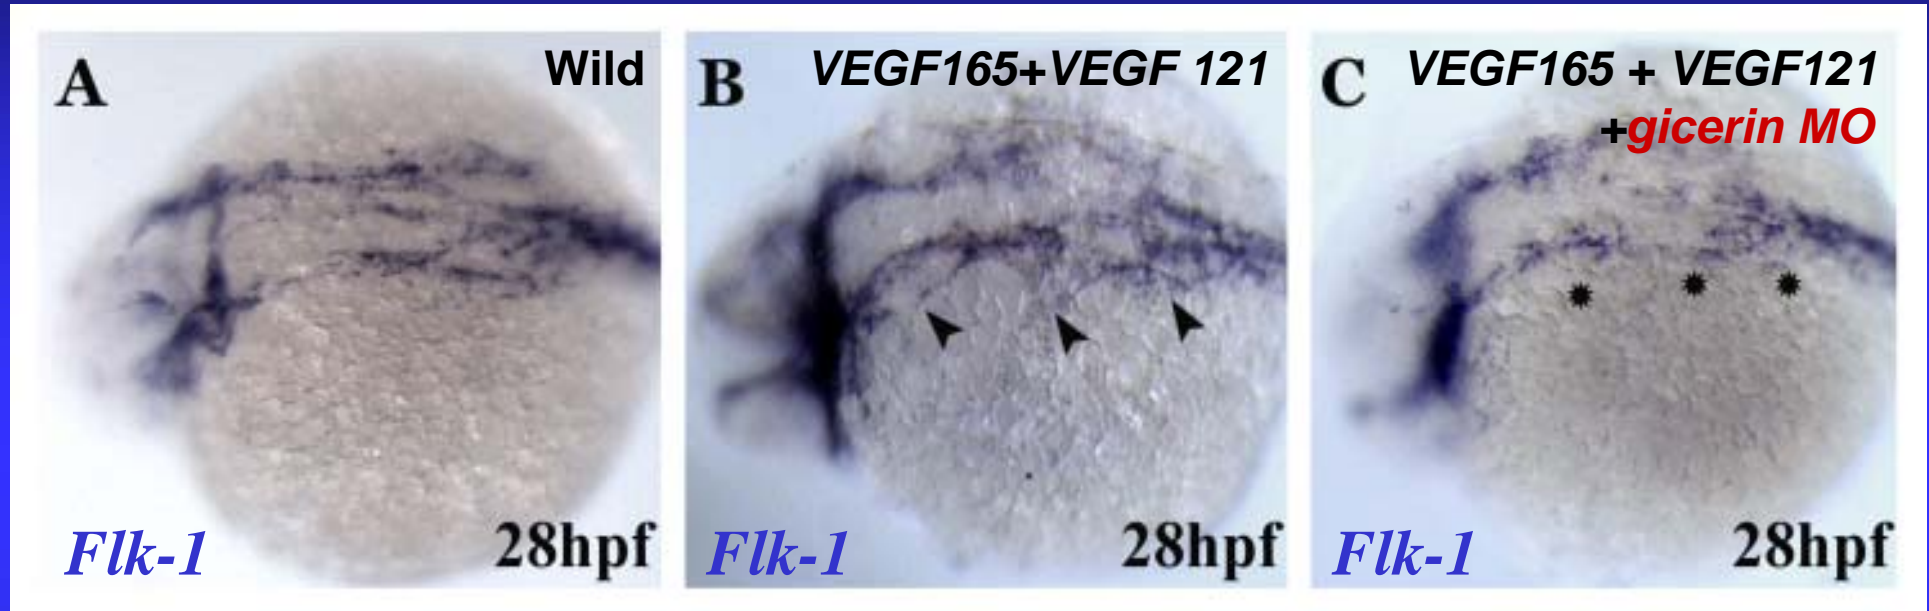 A
Wild
Flk-1
28hpf
B
VEGF165+VEGF 121
Flk-1
28hpf
C
VEGF165 + VEGF121
+gicerin MO
Flk-1
28hpf